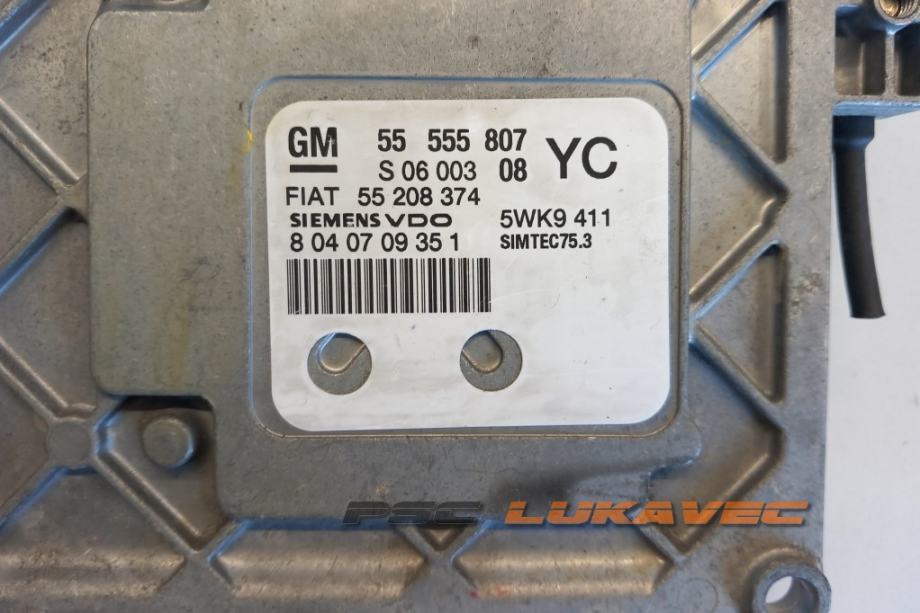 GM 55 555 807 YC
S 06 003 08
FIAT 55 208 374
SIEMENS VDO 5WK9 411
8 04 07 09 35 1 SIMTEC75.3
PSC LUKAVEC